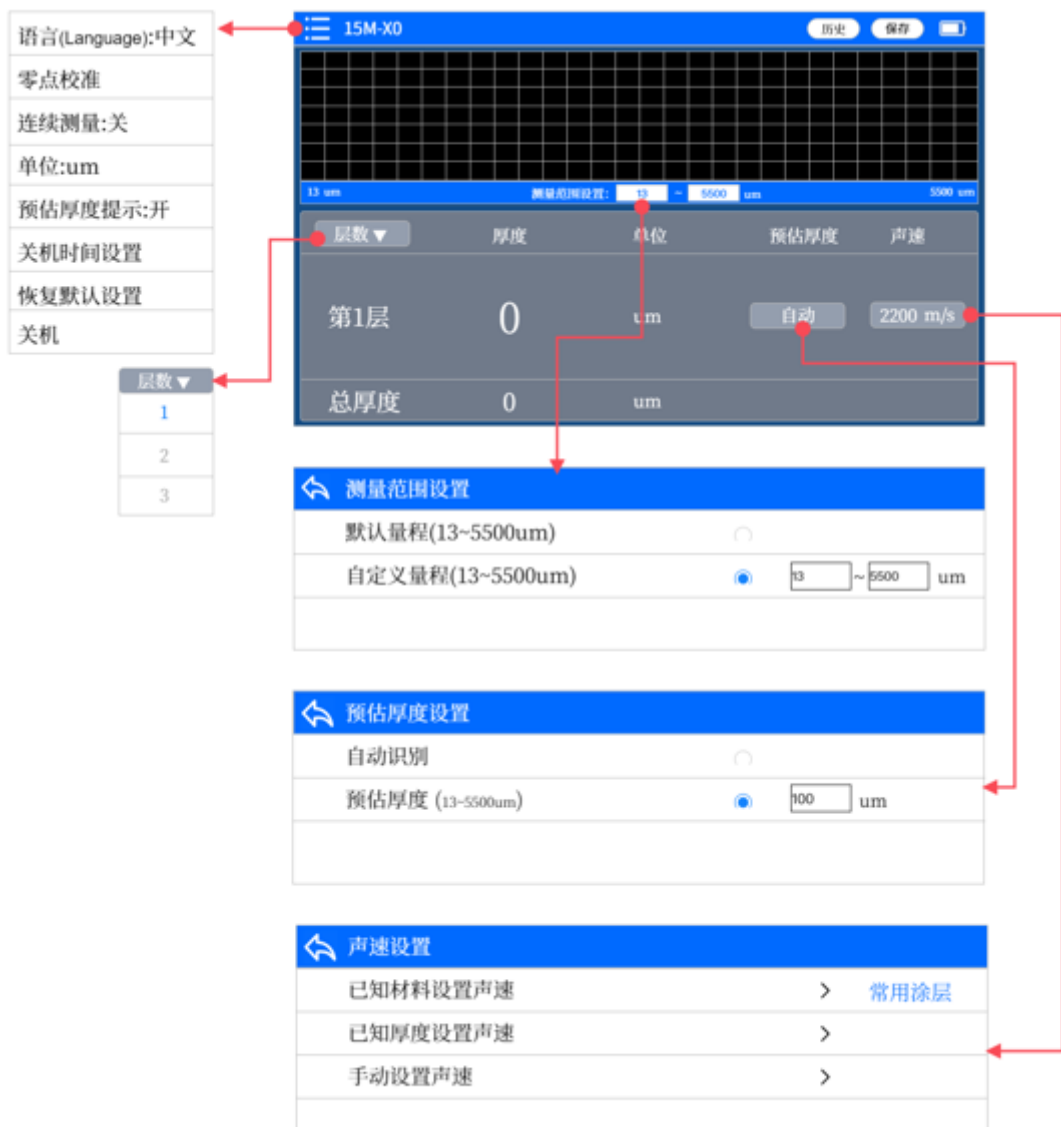 语言(Language):中文
零点校准
连续测量:关
单位:um
预估厚度提示:开
关机时间设置
恢复默认设置
关机
层数▼
1
2
3
15M-X0 历史 保存
13 um 测量范围设置: 13 ~ 5500 um 5500 um
层数▼ 厚度 单位 预估厚度 声速
第1层 0 um 自动 2200 m/s
总厚度 0 um
测量范围设置
默认量程(13~5500um)
自定义量程(13~5500um) 13 ~ 5500 um
预估厚度设置
自动识别
预估厚度 (13~5500um) 100 um
声速设置
已知材料设置声速 > 常用涂层
已知厚度设置声速 >
手动设置声速 >